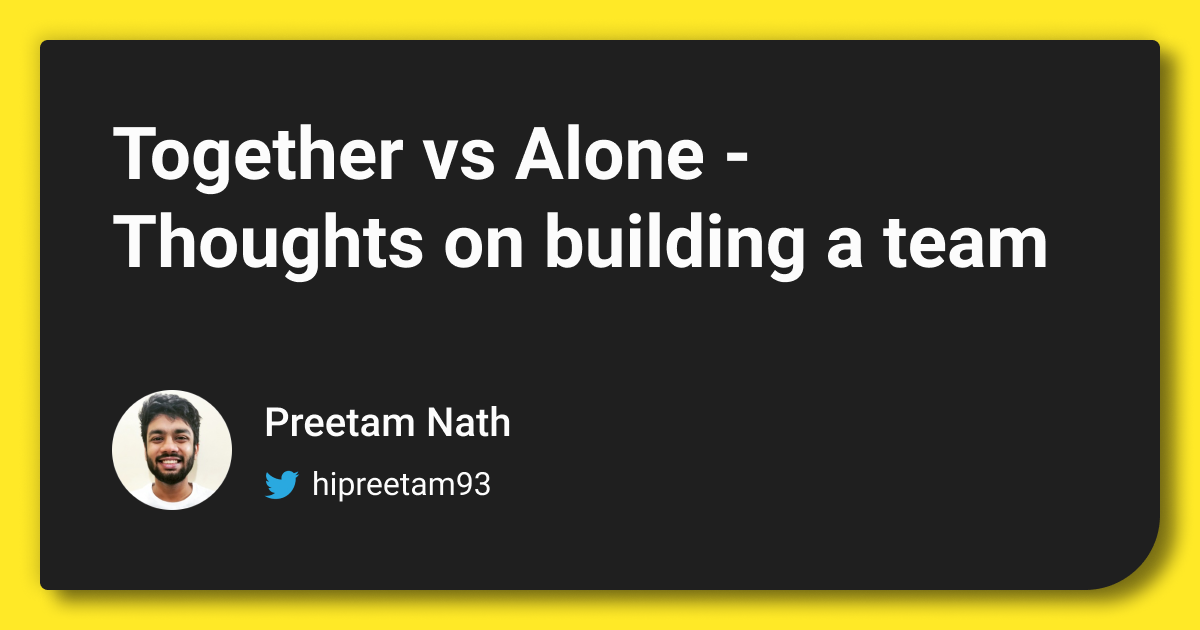 Together vs Alone -
Thoughts on building a team
Preetam Nath
hipreetam93